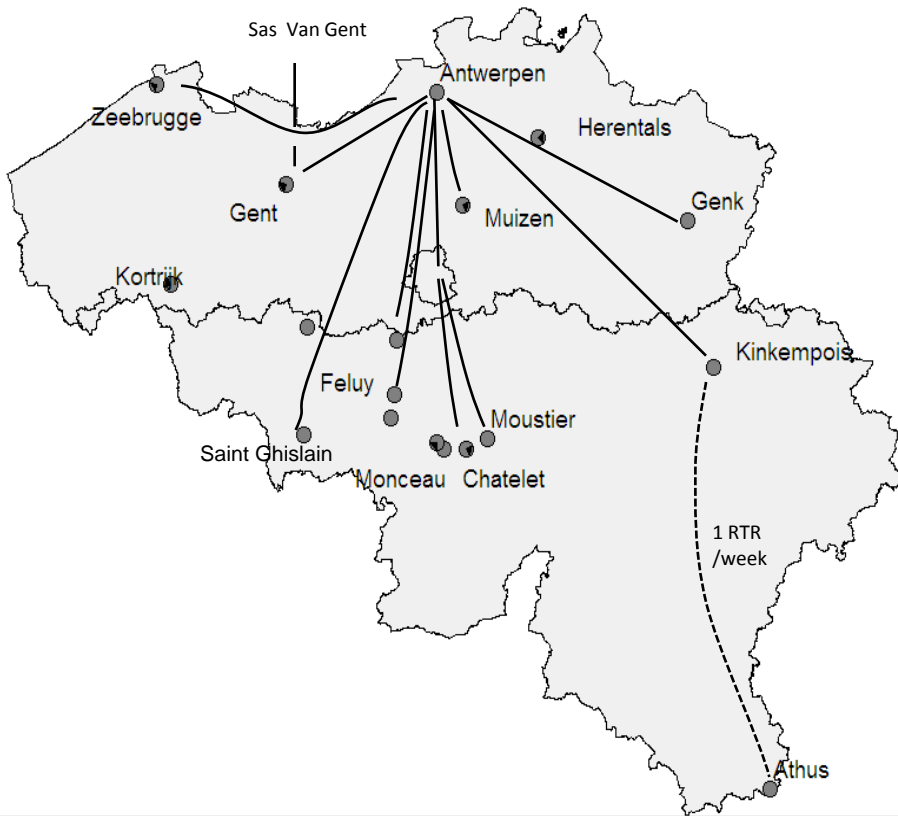 Sas Van Gent
Antwerpen
Zeebrugge
Herentals
Gent
Muizen
Genk
Kortrijk
Kinkempois
Feluy
Moustier
Saint Ghislain
Monceau
Chatelet
1 RTR
/week
Athus